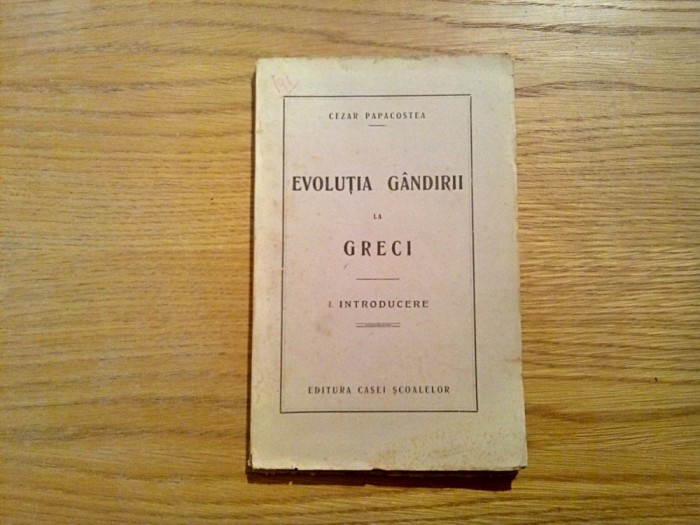 CEZAR PAPACOSTEA
EVOLUȚIA GÂNDIRII
LA
GRECI
I. INTRODUCERE
EDITURA CASEI ȘCOALELOR